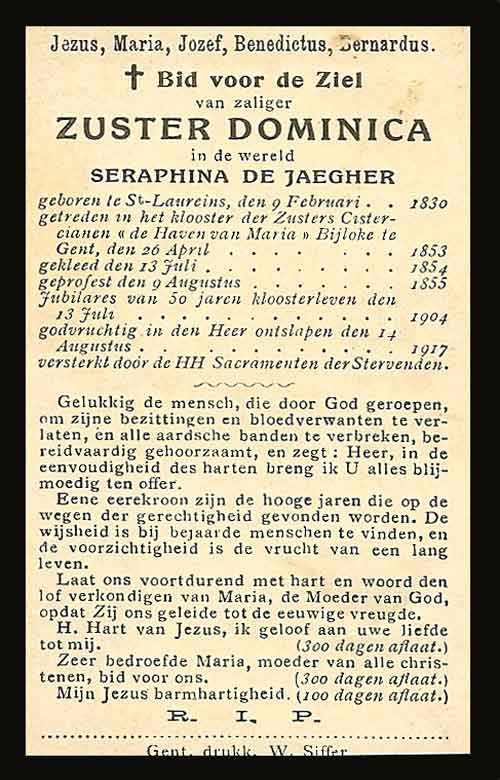 Jezus, Maria, Jozef, Benedictus, Bernardus.
✝ Bid voor de Ziel
van zaliger
ZUSTER DOMINICA
in de wereld
SERAPHINA DE JAEGHER
geboren te St-Laureins, den 9 Februari . . 1830
getreden in het klooster der Zusters Cister-
cianen « de Haven van Maria » Bijloke te
Gent, den 26 April . . . . . . . 1853
gekleed den 13 Juli . . . . . . . . 1854
geprofest den 9 Augustus . . . . . . 1855
Jubilares van 50 jaren kloosterleven den
13 Juli . . . . . . . . . . . 1904
godvruchtig in den Heer ontslapen den 14
Augustus . . . . . . . . . . . 1917
versterkt door de HH Sacramenten der Stervenden.
Gelukkig de mensch, die door God geroepen,
om zijne bezittingen en bloedverwanten te ver-
laten, en alle aardsche banden te verbreken, be-
reidvaardig gehoorzaamt, en zegt : Heer, in de
eenvoudigheid des harten breng ik U alles blij-
moedig ten offer.
Eene eerekroon zijn de hooge jaren die op de
wegen der gerechtigheid gevonden worden. De
wijsheid is bij bejaarde menschen te vinden, en
de voorzichtigheid is de vrucht van een lang
leven.
Laat ons voortdurend met hart en woord den
lof verkondigen van Maria, de Moeder van God,
opdat Zij ons geleide tot de eeuwige vreugde.
H. Hart van Jezus, ik geloof aan uwe liefde
tot mij. (300 dagen aflaat.)
Zeer bedroefde Maria, moeder van alle chris-
tenen, bid voor ons. (300 dagen aflaat.)
Mijn Jezus barmhartigheid. (100 dagen aflaat.)
R. I. P.
Gent, drukk. W. Siffer